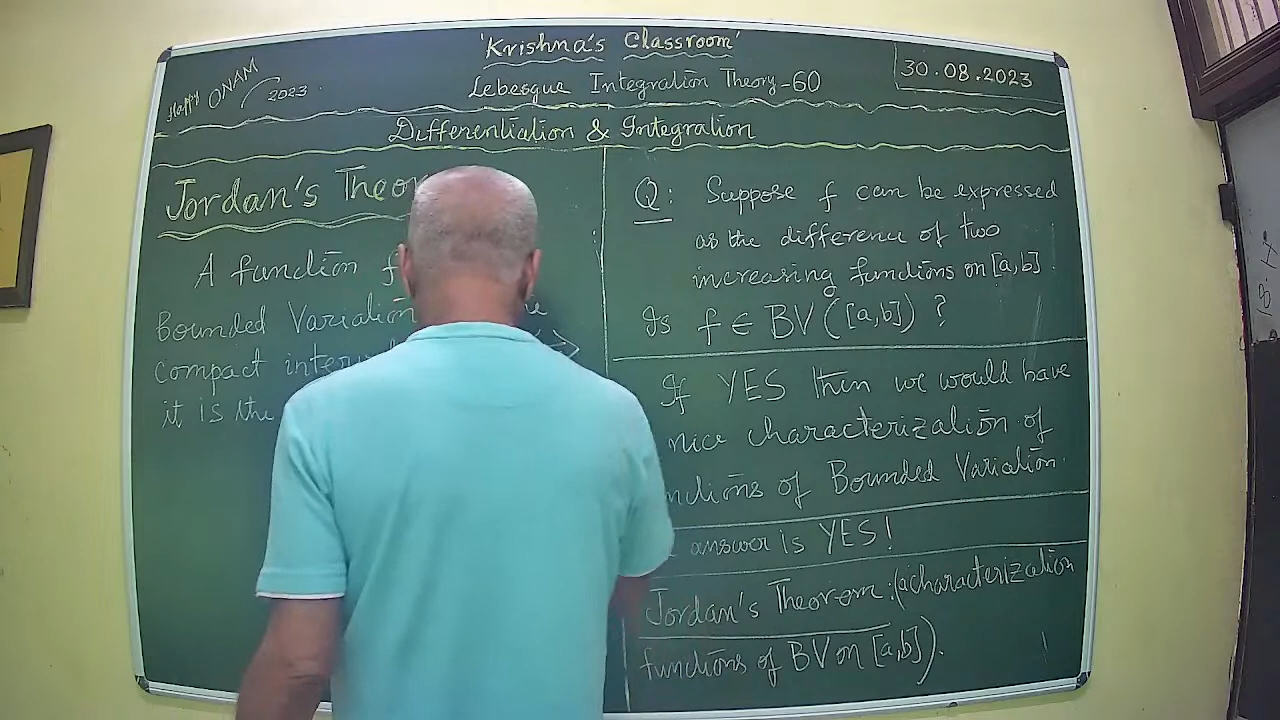 'Krishna's Classroom'
Happy ONAM 2023
Lebesgue Integration Theory-60
30.08.2023
Differentiation & Integration
Jordan's Theor
A function f
Bounded Variation
compact inter
it is the
Q: Suppose f can be expressed
as the difference of two
increasing functions on [a,b].
Is f ∈ BV([a,b]) ?
If YES then we would have
nice characterization of
nctions of Bounded Variation.
answer is YES!
Jordan's Theorem: (a characterization
functions of BV on [a,b]).